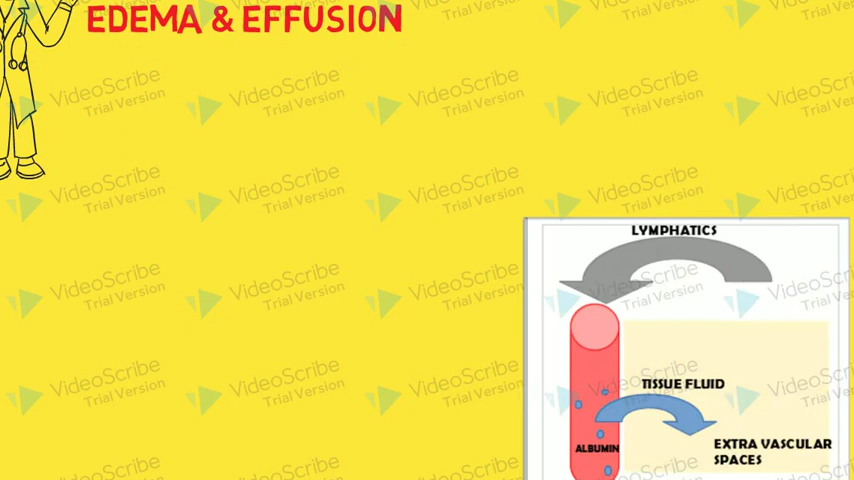 EDEMA & EFFUSION
LYMPHATICS
TISSUE FLUID
ALBUMIN
EXTRA VASCULAR
SPACES
VideoScribe
Trial Version